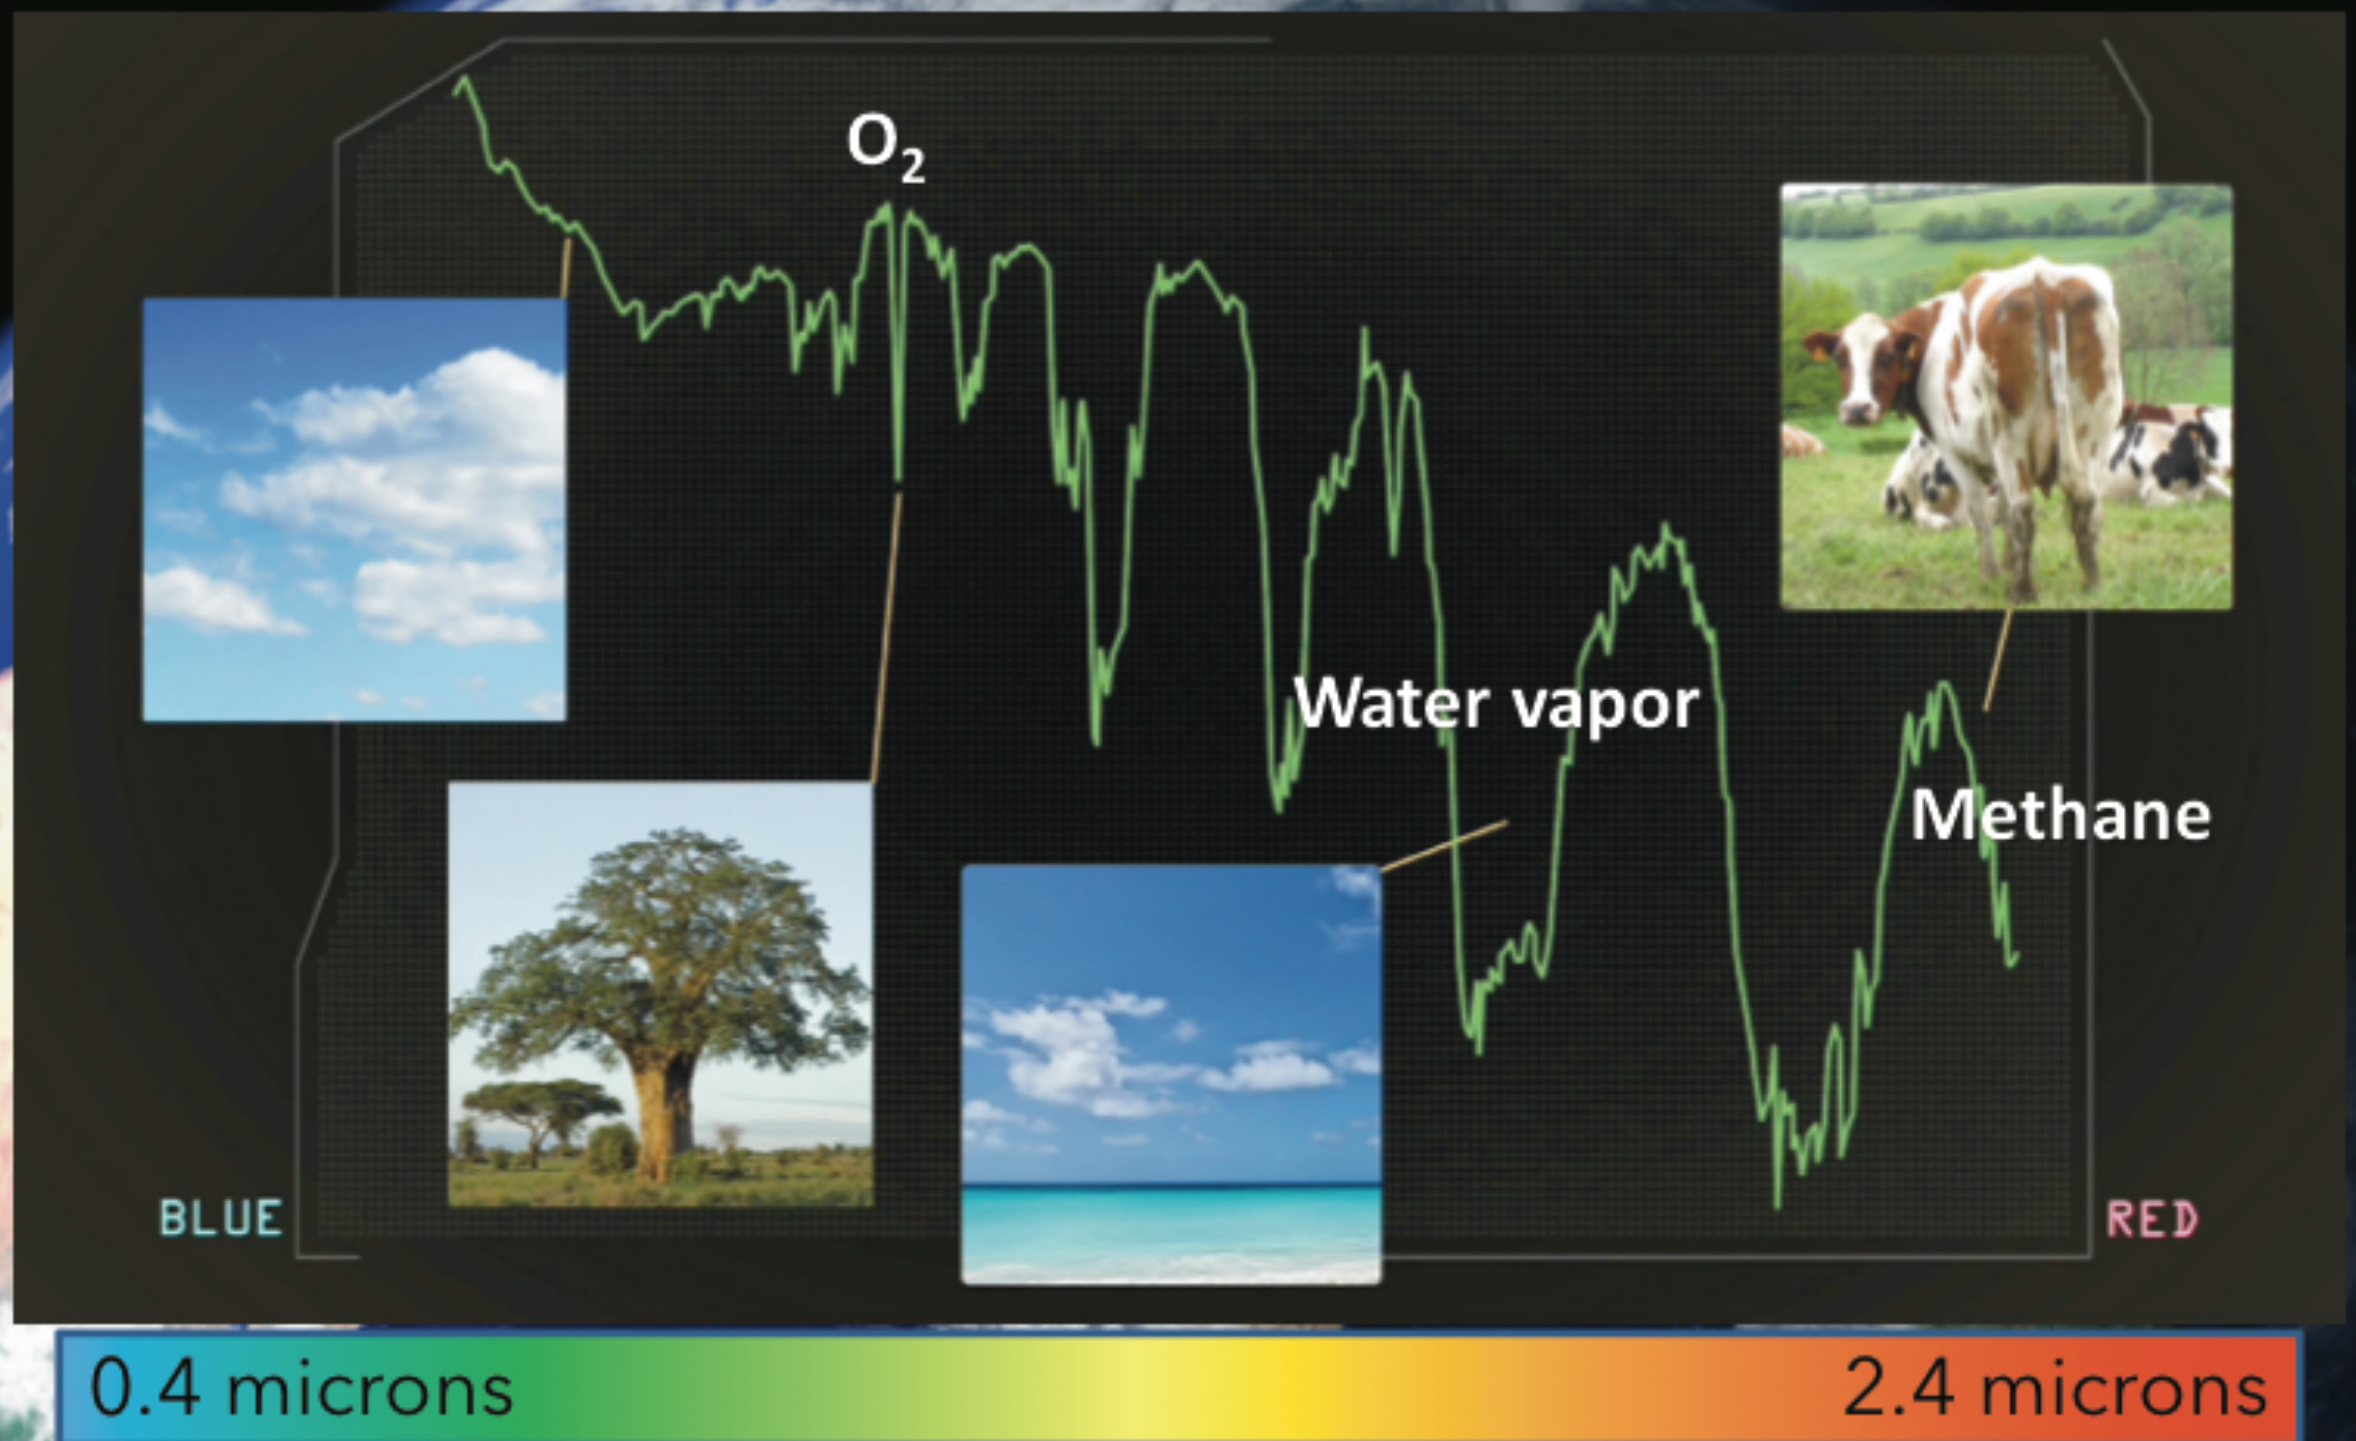 O₂
Water vapor
Methane
BLUE
RED
0.4 microns
2.4 microns